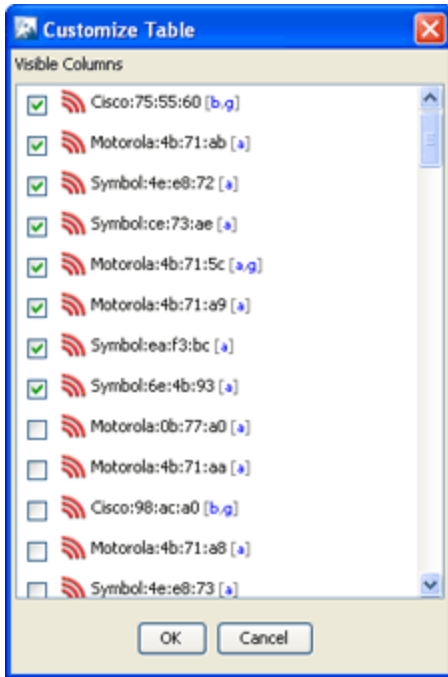 Customize Table
Visible Columns
Cisco:75:55:60 [b,g]
Motorola:4b:71:ab [a]
Symbol:4e:e8:72 [a]
Symbol:ce:73:ae [a]
Motorola:4b:71:5c [a,g]
Motorola:4b:71:a9 [a]
Symbol:ea:f3:bc [a]
Symbol:6e:4b:93 [a]
Motorola:0b:77:a0 [a]
Motorola:4b:71:aa [a]
Cisco:98:ac:a0 [b,g]
Motorola:4b:71:a8 [a]
Symbol:4e:e8:73 [a]
OK Cancel